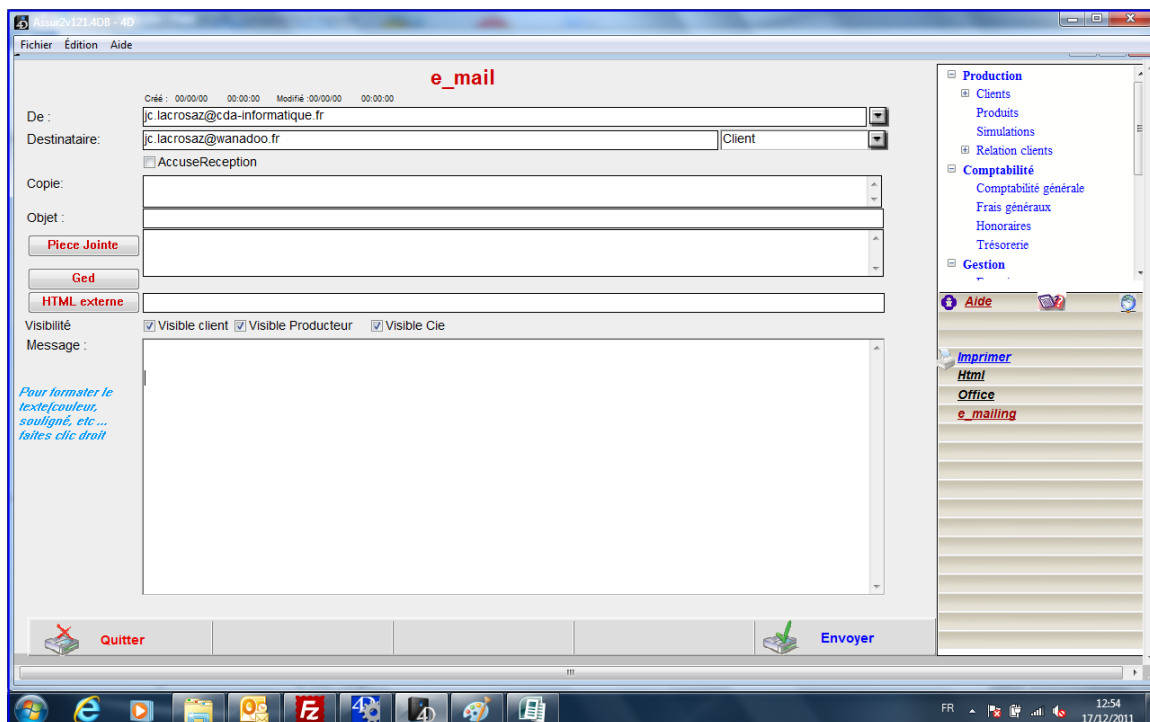 Assur2v121.4DB - 4D
Fichier Édition Aide
e_mail
Créé : 00/00/00 00:00:00 Modifié :00/00/00 00:00:00
De :
jc.lacrosaz@cda-informatique.fr
Destinataire:
jc.lacrosaz@wanadoo.fr
Client
AccuseReception
Copie:
Objet :
Piece Jointe
Ged
HTML externe
Visibilité
Visible client Visible Producteur Visible Cie
Message :
Pour formater le
texte(couleur,
souligné, etc ...
faites clic droit
Quitter
Envoyer
Production
Clients
Produits
Simulations
Relation clients
Comptabilité
Comptabilité générale
Frais généraux
Honoraires
Trésorerie
Gestion
Aide
Imprimer
Html
Office
e_mailing
FR
12:54
17/12/2011